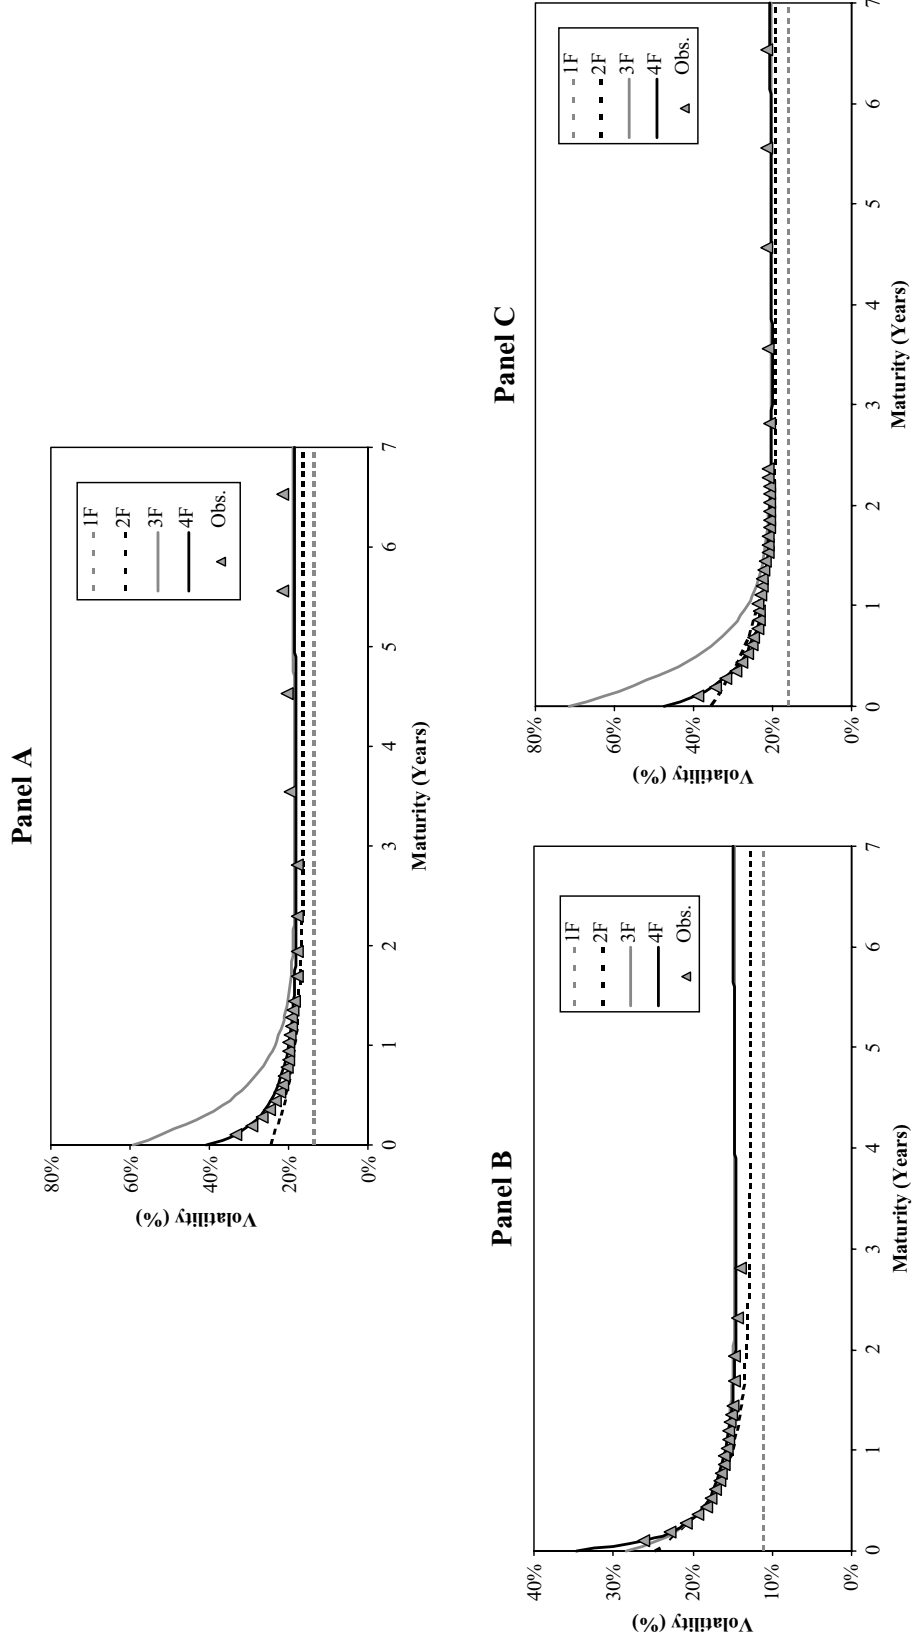 Panel A
80%
60%
40%
20%
0%
Volatility (%)
0 1 2 3 4 5 6 7
Maturity (Years)
1F
2F
3F
4F
Obs.
Panel B
40%
30%
20%
10%
0%
Volatility (%)
0 1 2 3 4 5 6 7
Maturity (Years)
1F
2F
3F
4F
Obs.
Panel C
80%
60%
40%
20%
0%
Volatility (%)
0 1 2 3 4 5 6 7
Maturity (Years)
1F
2F
3F
4F
Obs.